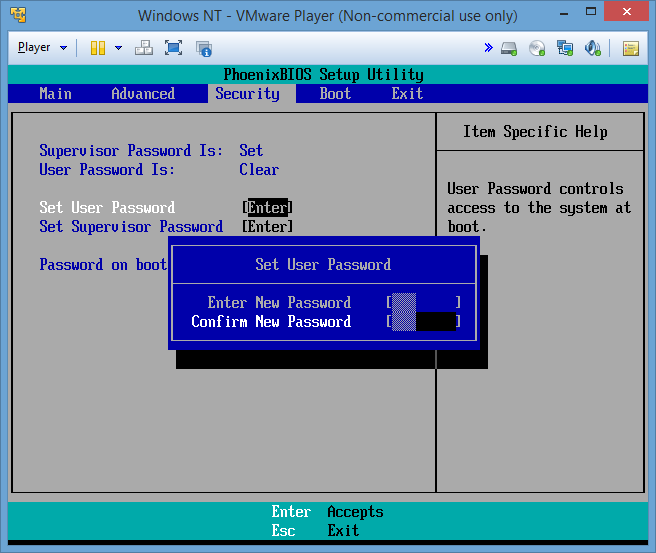 Windows NT - VMware Player (Non-commercial use only)
Player
PhoenixBIOS Setup Utility
Main Advanced Security Boot Exit
Item Specific Help
Supervisor Password Is: Set
User Password Is: Clear
User Password controls
access to the system at
boot.
Set User Password [Enter]
Set Supervisor Password [Enter]
Password on boot
Set User Password
Enter New Password [ ]
Confirm New Password [ ]
Enter Accepts
Esc Exit